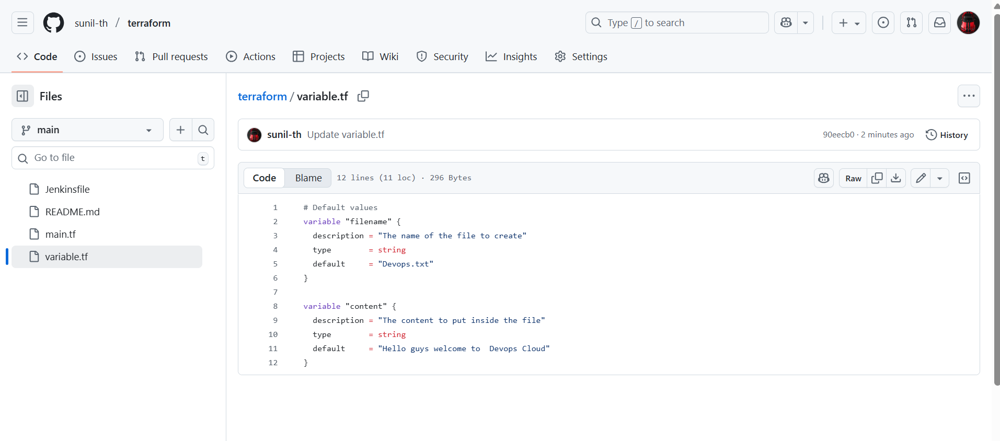 sunil-th / terraform
Type / to search
Code Issues Pull requests Actions Projects Wiki Security Insights Settings
Files
main
Go to file t
Jenkinsfile
README.md
main.tf
variable.tf
terraform / variable.tf
sunil-th Update variable.tf 90eecb0 · 2 minutes ago History
Code Blame 12 lines (11 loc) · 296 Bytes Raw
1 # Default values
2 variable "filename" {
3   description = "The name of the file to create"
4   type        = string
5   default     = "Devops.txt"
6 }
7
8 variable "content" {
9   description = "The content to put inside the file"
10   type        = string
11   default     = "Hello guys welcome to  Devops Cloud"
12 }